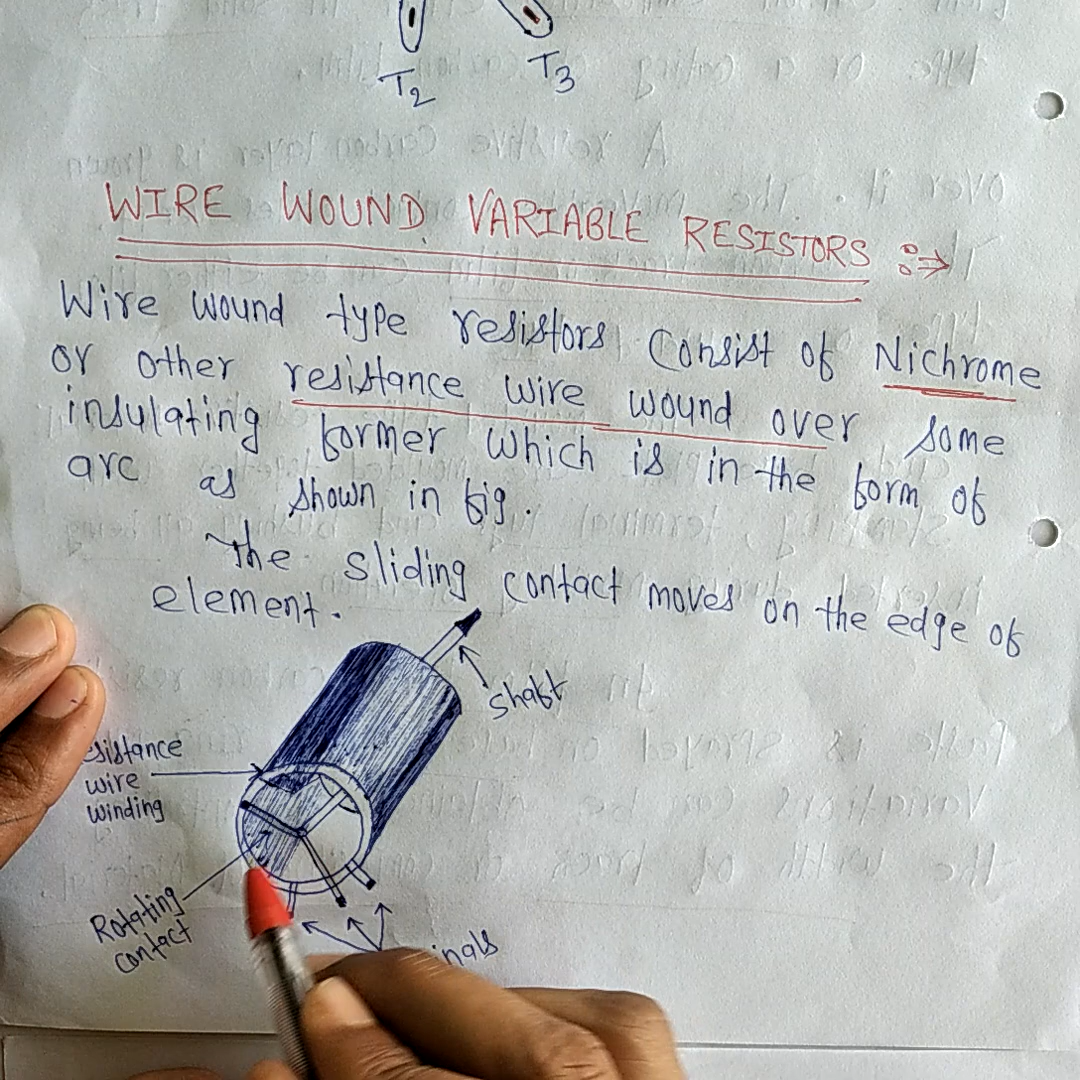 T2
T3
WIRE WOUND VARIABLE RESISTORS :⇒
Wire wound type resistors Consist of Nichrome
or other resistance wire wound over some
insulating former which is in the form of
arc as shown in fig.
The sliding contact moves on the edge of
element.
shaft
esistance
wire
winding
Rotating
contact
inals